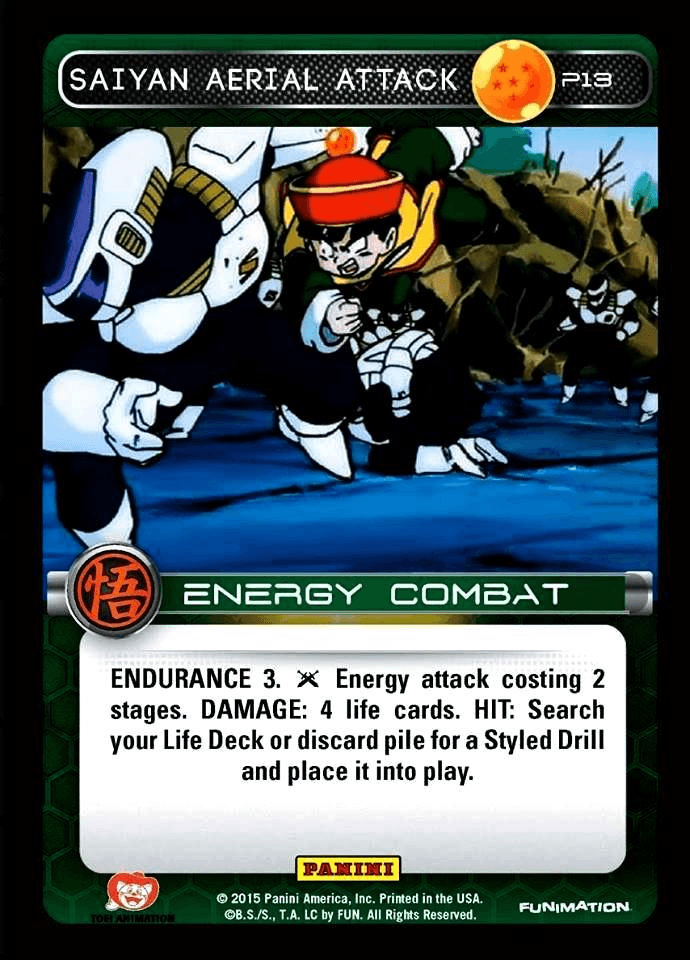 SAIYAN AERIAL ATTACK P13
悟 ENERGY COMBAT
ENDURANCE 3. Energy attack costing 2
stages. DAMAGE: 4 life cards. HIT: Search
your Life Deck or discard pile for a Styled Drill
and place it into play.
PANINI
© 2015 Panini America, Inc. Printed in the USA.
©B.S./S., T.A. LC by FUN. All Rights Reserved.
TOEI ANIMATION
FUNIMATION